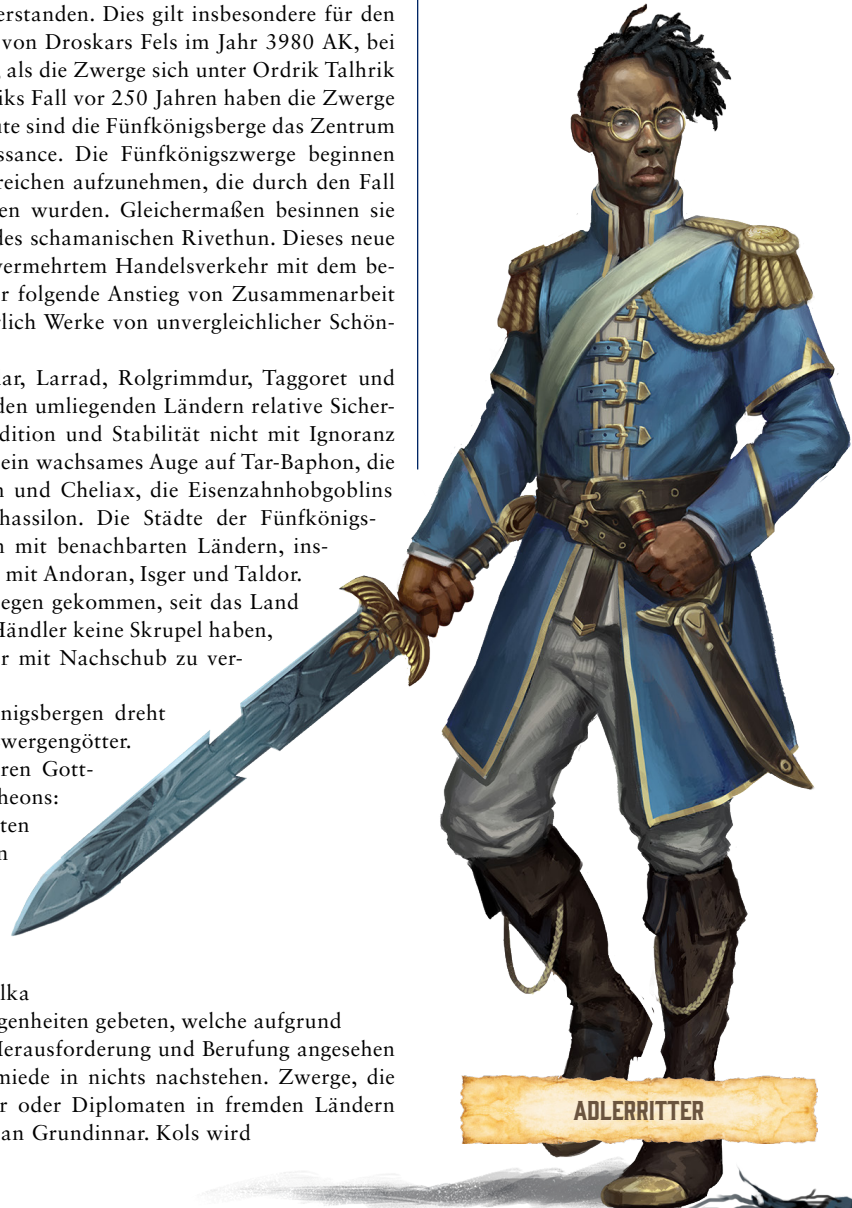 erstanden. Dies gilt insbesondere für den
von Droskars Fels im Jahr 3980 AK, bei
als die Zwerge sich unter Ordrik Talhrik
iks Fall vor 250 Jahren haben die Zwerge
ute sind die Fünfkönigsberge das Zentrum
ssance. Die Fünfkönigszwerge beginnen
reichen aufzunehmen, die durch den Fall
en wurden. Gleichermaßen besinnen sie
des schamanischen Rivethun. Dieses neue
vermehrtem Handelsverkehr mit dem be-
r folgende Anstieg von Zusammenarbeit
rlich Werke von unvergleichlicher Schön-
ar, Larrad, Rolgrimmdur, Taggoret und
den umliegenden Ländern relative Sicher-
dition und Stabilität nicht mit Ignoranz
ein wachsames Auge auf Tar-Baphon, die
n und Cheliax, die Eisenzahnhobgoblins
hassilon. Die Städte der Fünfkönigs-
n mit benachbarten Ländern, ins-
mit Andoran, Isger und Taldor.
egen gekommen, seit das Land
Händler keine Skrupel haben,
r mit Nachschub zu ver-
nigsbergen dreht
wergengötter.
ren Gott-
heons:
ten
n
lka
genheiten gebeten, welche aufgrund
Herausforderung und Berufung angesehen
miede in nichts nachstehen. Zwerge, die
r oder Diplomaten in fremden Ländern
an Grundinnar. Kols wird
ADLERRITTER